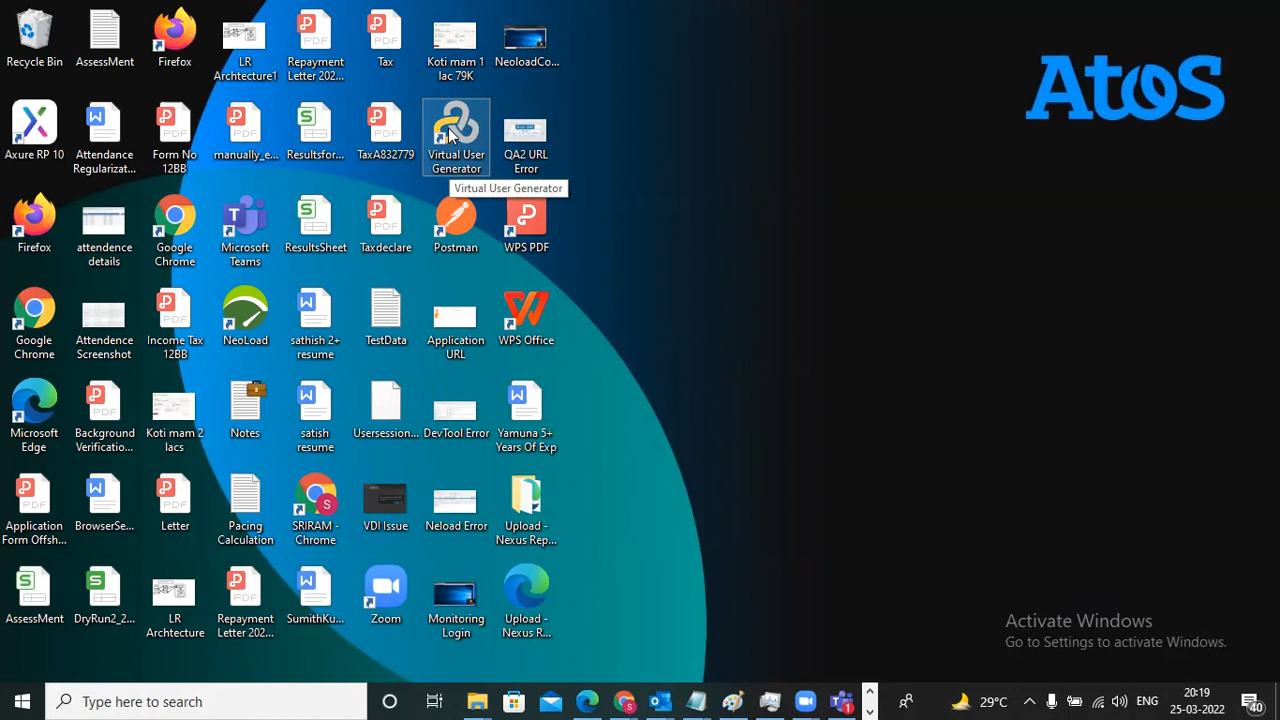 Recycle Bin
AssessMent
Firefox
LR
Archtecture1
Repayment
Letter 202...
Tax
Koti mam 1
lac 79K
NeoloadCo...
Atos
Axure RP 10
Attendance
Regularizat...
Form No
12BB
manually_e...
Resultsfor...
TaxA832779
Virtual User
Generator
QA2 URL
Error
Virtual User Generator
Firefox
attendence
details
Google
Chrome
Microsoft
Teams
ResultsSheet
Taxdeclare
Postman
WPS PDF
Google
Chrome
Attendence
Screenshot
Income Tax
12BB
NeoLoad
sathish 2+
resume
TestData
Application
URL
WPS Office
Microsoft
Edge
Background
Verificatio...
Koti mam 2
lacs
Notes
satish
resume
Usersession...
DevTool Error
Yamuna 5+
Years Of Exp
Application
Form Offsh...
BrowserSe...
Letter
Pacing
Calculation
SRIRAM -
Chrome
VDI Issue
Neload Error
Upload -
Nexus Rep...
AssessMent
DryRun2_2...
LR
Archtecture
Repayment
Letter 202...
SumithKu...
Zoom
Monitoring
Login
Upload -
Nexus R...
Activate Windows
Go to Settings to activate Windows.
Type here to search
29°C
ENG
20:19
25-03-2022
40